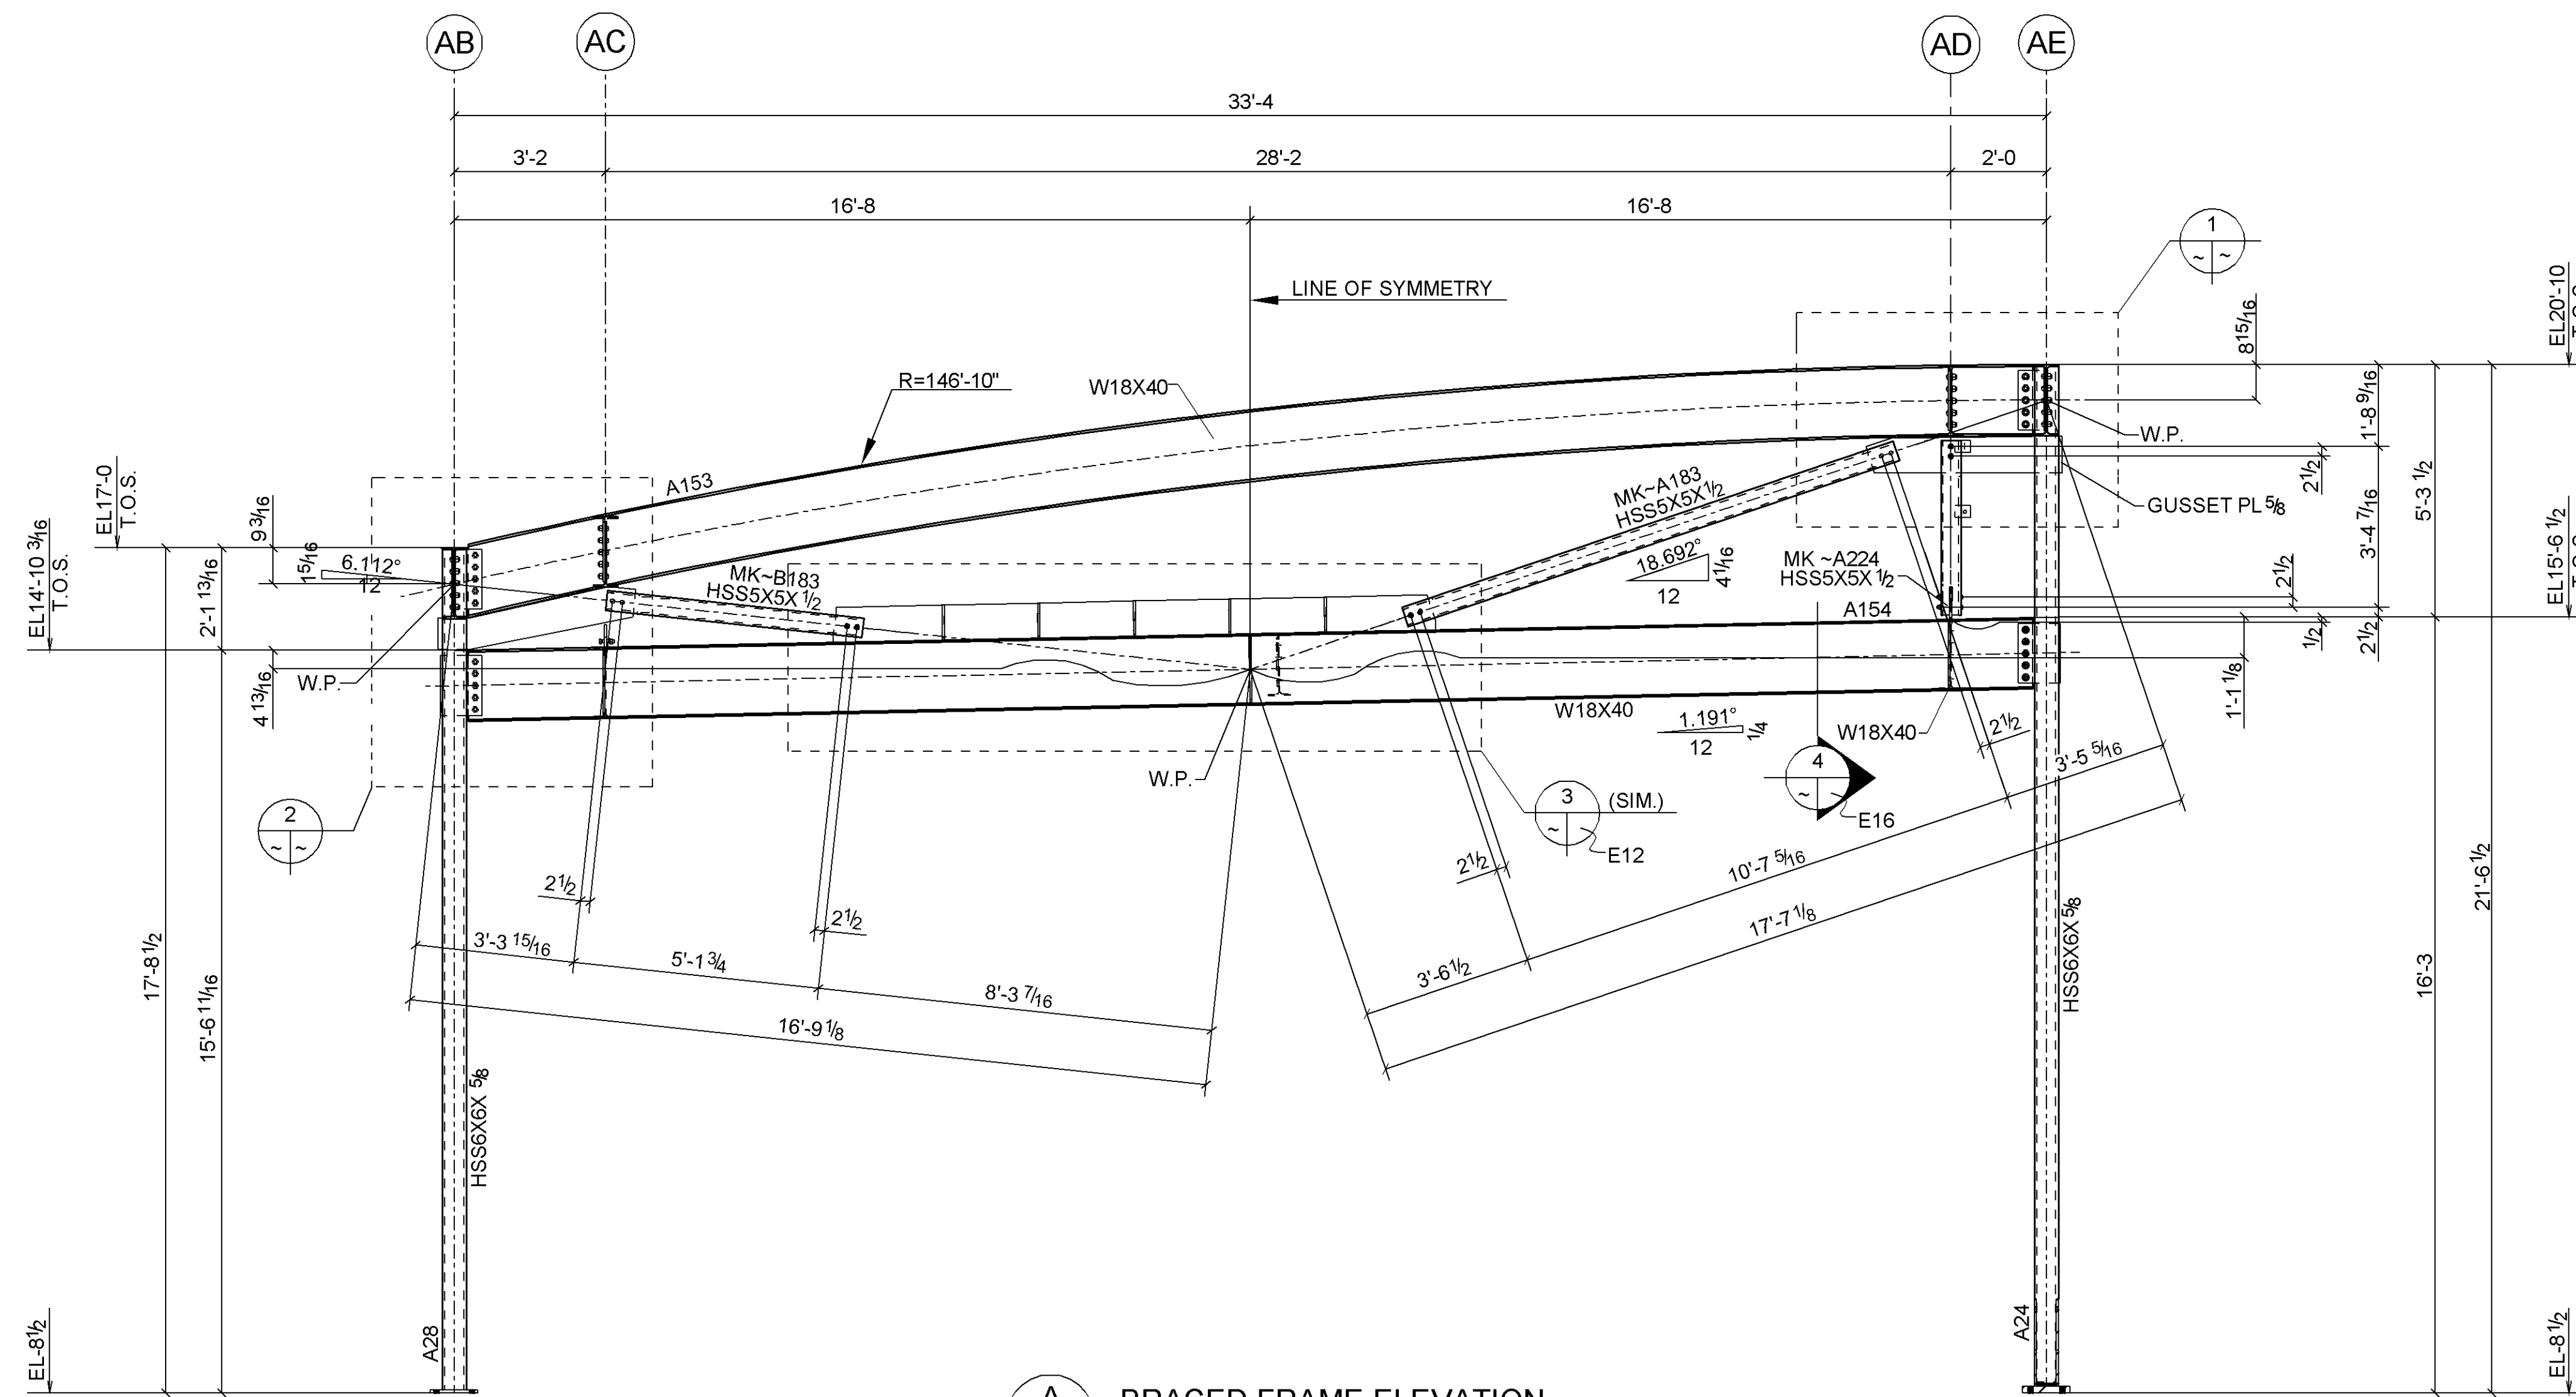 AB
AC
AD
AE
33'-4
3'-2
28'-2
2'-0
16'-8
16'-8
1
~ ~
LINE OF SYMMETRY
R=146'-10"
W18X40
A153
EL20'-10
8 15/16
1'-8 9/16
W.P.
2 1/2
5'-3 1/2
GUSSET PL 5/8
MK~A183
HSS5X5X 1/2
18.692°
4 1/16
12
MK ~A224
HSS5X5X 1/2
3'-4 7/16
2 1/2
EL15'-6 1/2
A154
1/2
2 1/2
1'-1 1/8
EL17'-0
T.O.S.
EL14'-10 3/16
T.O.S.
9 3/16
1 5/16
6.112°
12
2'-1 13/16
MK~B183
HSS5X5X 1/2
W.P.
4 13/16
W18X40
1.191°
1/4
12
W18X40
2 1/2
3'-5 5/16
W.P.
4
~
E16
3
(SIM.)
~
E12
2
~ ~
2 1/2
2 1/2
2 1/2
10'-7 5/16
17'-7 1/8
3'-6 1/2
3'-3 15/16
5'-1 3/4
8'-3 7/16
16'-9 1/8
17'-8 1/2
15'-6 11/16
HSS6X6X 5/8
HSS6X6X 5/8
16'-3
21'-6 1/2
EL-8 1/2
A28
A24
EL-8 1/2
A
BRACED FRAME ELEVATION